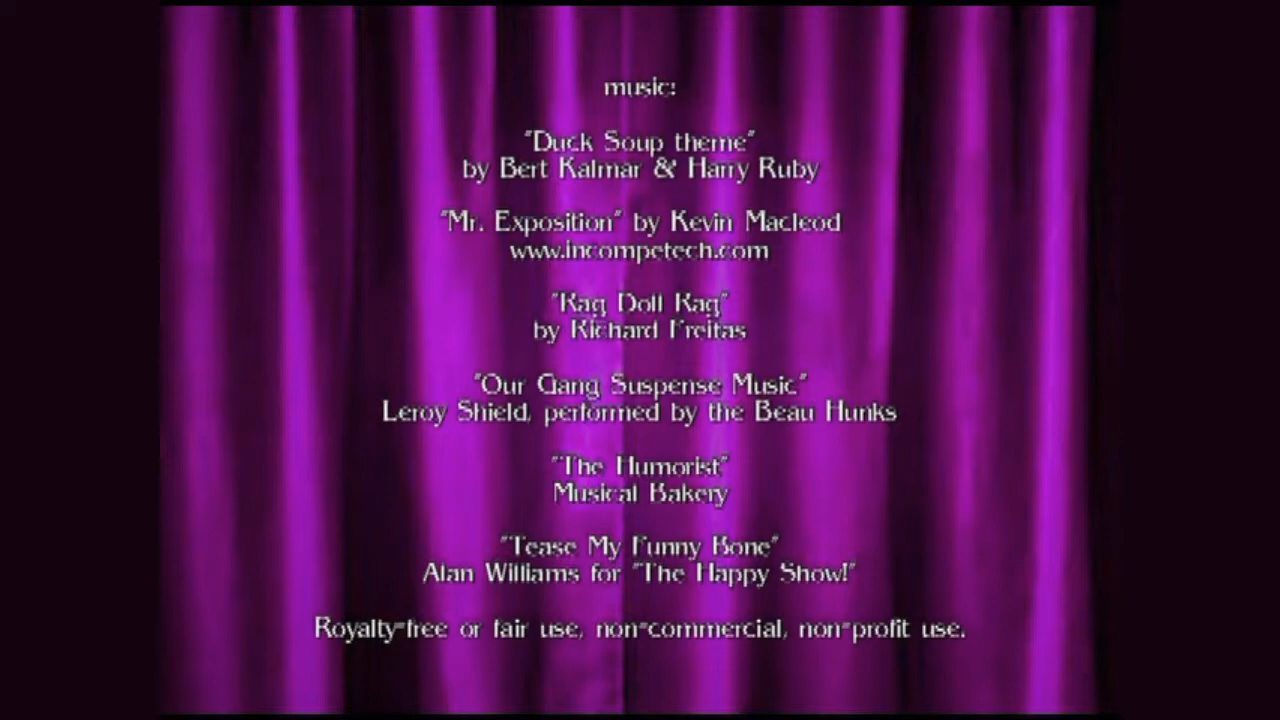 music:
"Duck Soup theme"
by Bert Kalmar & Harry Ruby
"Mr. Exposition" by Kevin Macleod
www.incompetech.com
"Rag Doll Rag"
by Richard Freitas
"Our Gang Suspense Music"
Leroy Shield, performed by the Beau Hunks
"The Humorist"
Musical Bakery
"Tease My Funny Bone"
Alan Williams for "The Happy Show!"
Royalty-free or fair use, non-commercial, non-profit use.